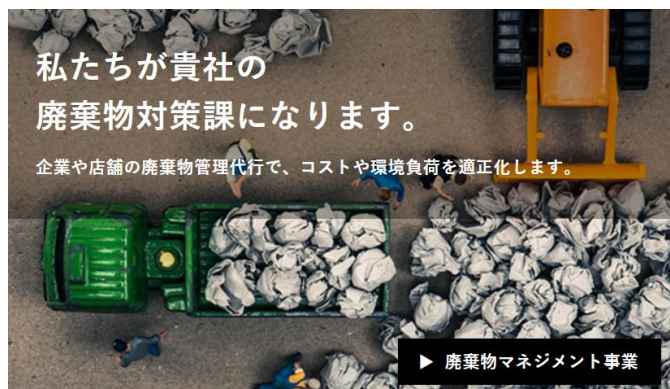 私たちが貴社の
廃棄物対策課になります。
企業や店舗の廃棄物管理代行で、コストや環境負荷を適正化します。
▶ 廃棄物マネジメント事業